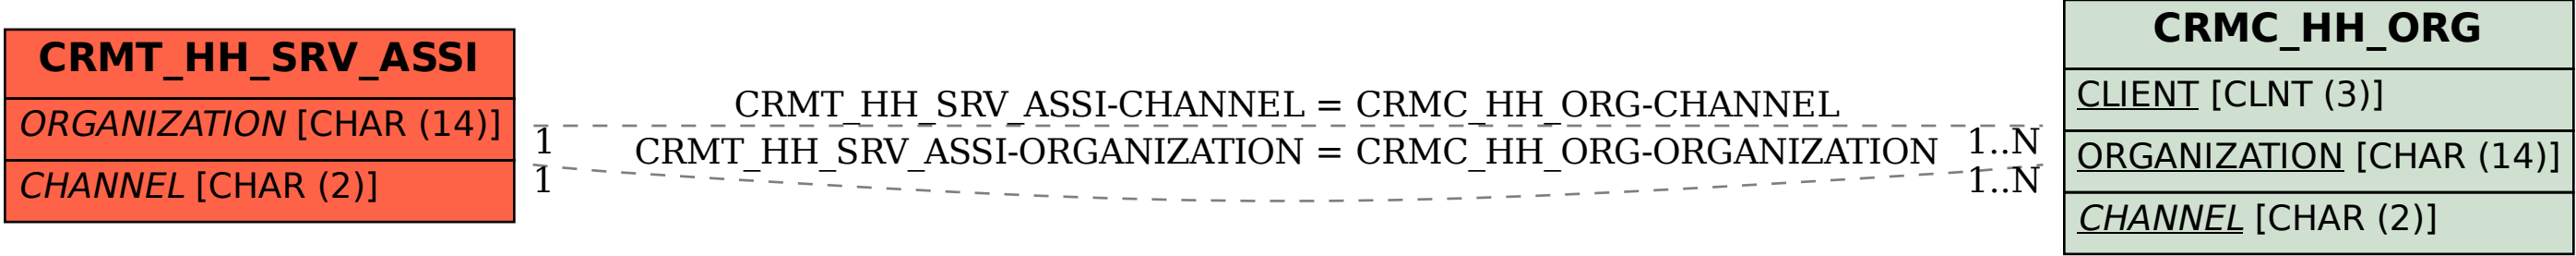 CRMT_HH_SRV_ASSI
ORGANIZATION [CHAR (14)]
CHANNEL [CHAR (2)]
CRMT_HH_SRV_ASSI-CHANNEL = CRMC_HH_ORG-CHANNEL
1
1..N
CRMT_HH_SRV_ASSI-ORGANIZATION = CRMC_HH_ORG-ORGANIZATION
1
1..N
CRMC_HH_ORG
CLIENT [CLNT (3)]
ORGANIZATION [CHAR (14)]
CHANNEL [CHAR (2)]